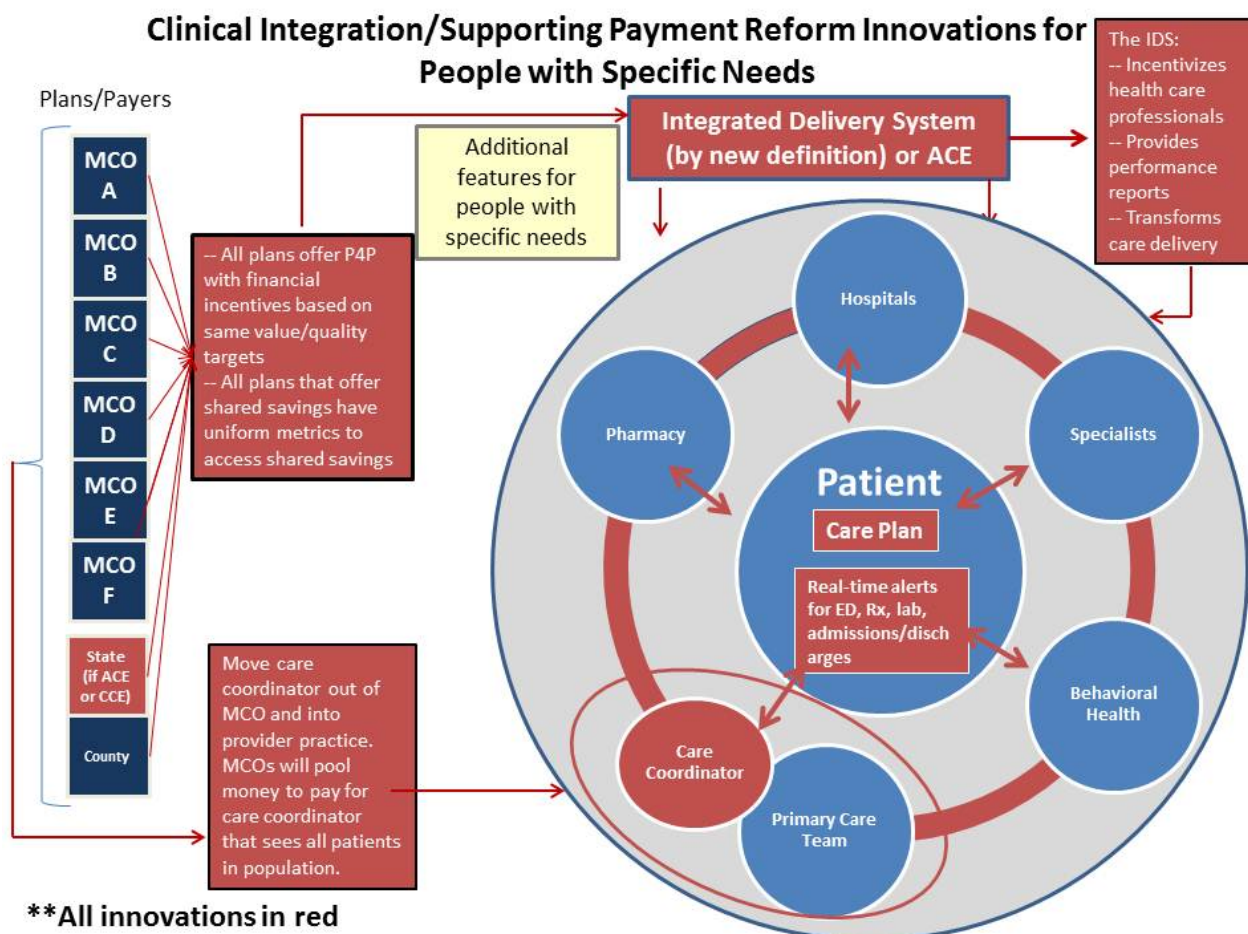 Clinical Integration/Supporting Payment Reform Innovations for
People with Specific Needs
Plans/Payers
MCO
A
MCO
B
MCO
C
MCO
D
MCO
E
MCO
F
State
(if ACE
or CCE)
County
-- All plans offer P4P
with financial
incentives based on
same value/quality
targets
-- All plans that offer
shared savings have
uniform metrics to
access shared savings
Move care
coordinator out of
MCO and into
provider practice.
MCOs will pool
money to pay for
care coordinator
that sees all patients
in population.
Additional
features for
people with
specific needs
Integrated Delivery System
(by new definition) or ACE
The IDS:
-- Incentivizes
health care
professionals
-- Provides
performance
reports
-- Transforms
care delivery
Hospitals
Pharmacy
Specialists
Patient
Care Plan
Real-time alerts
for ED, Rx, lab,
admissions/disch
arges
Behavioral
Health
Care
Coordinator
Primary Care
Team
**All innovations in red